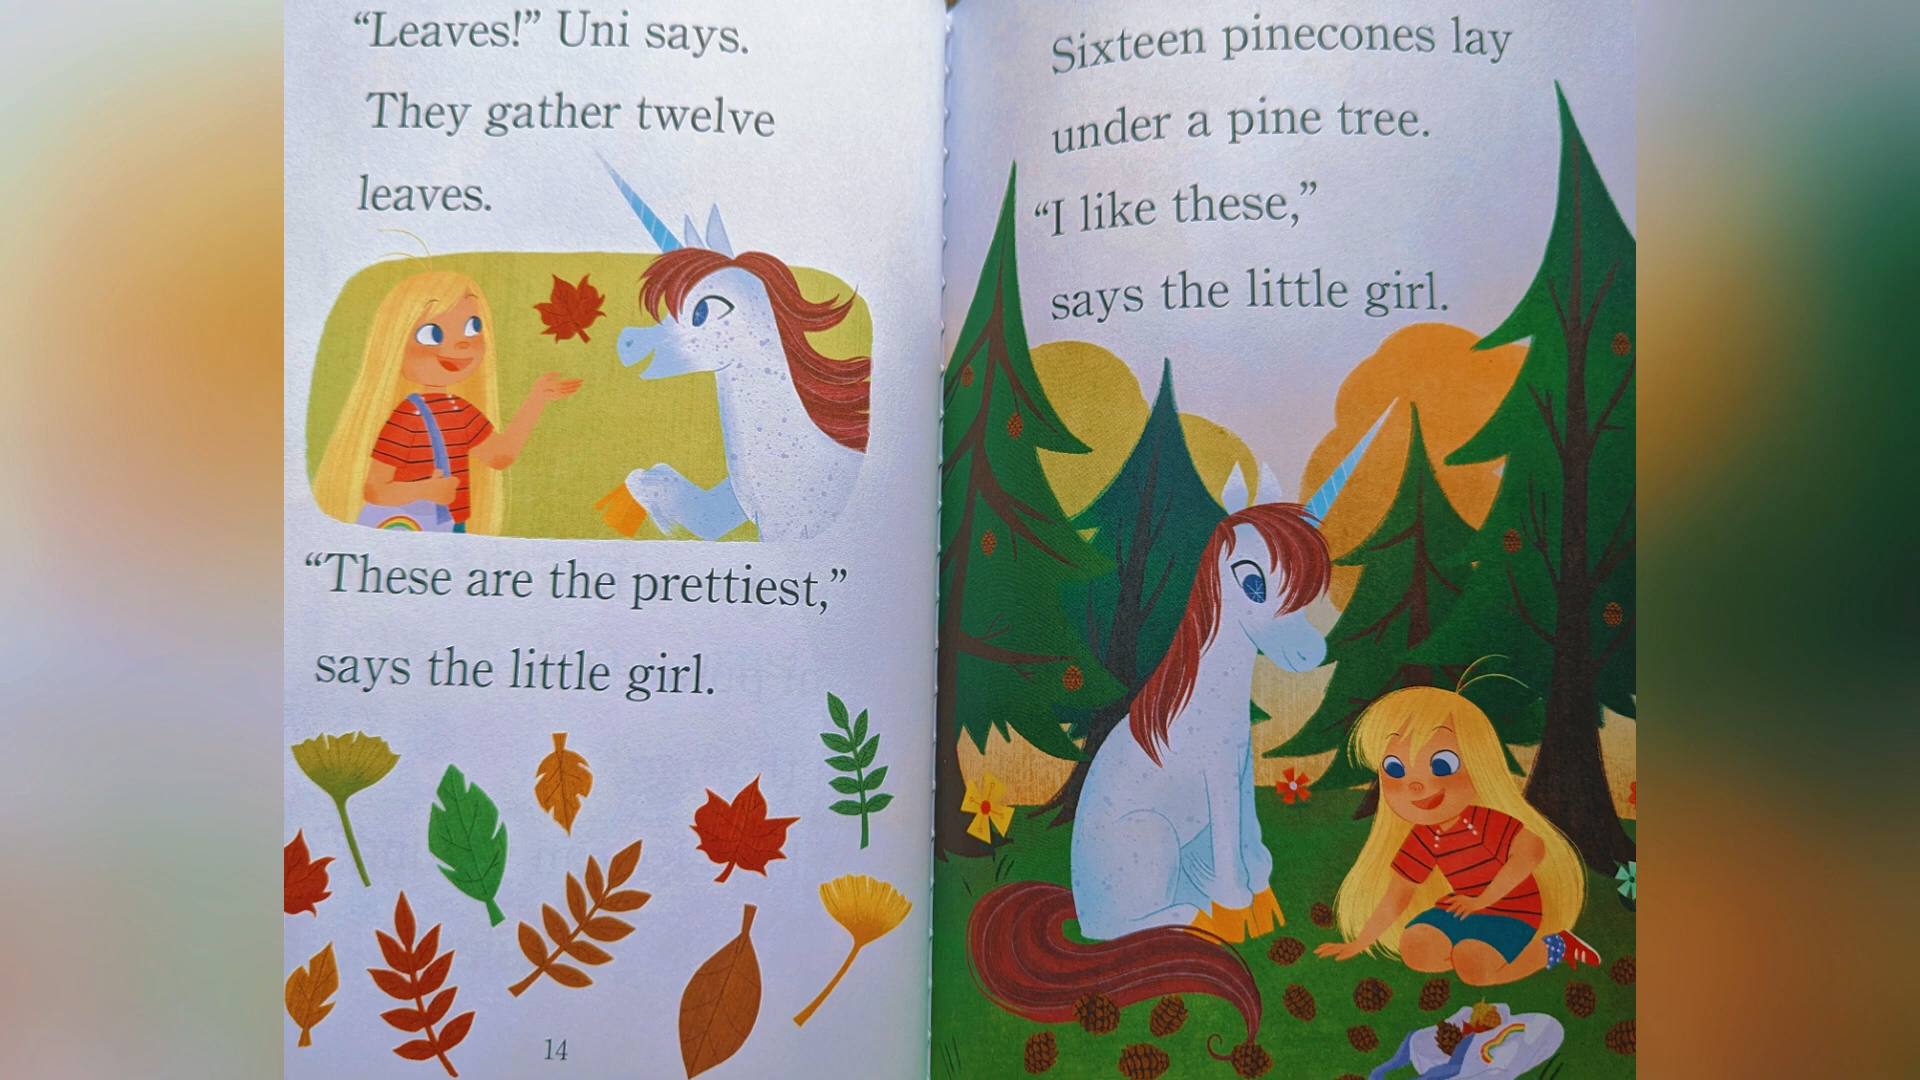 “Leaves!” Uni says.
They gather twelve
leaves.
“These are the prettiest,”
says the little girl.
14
Sixteen pinecones lay
under a pine tree.
“I like these,”
says the little girl.